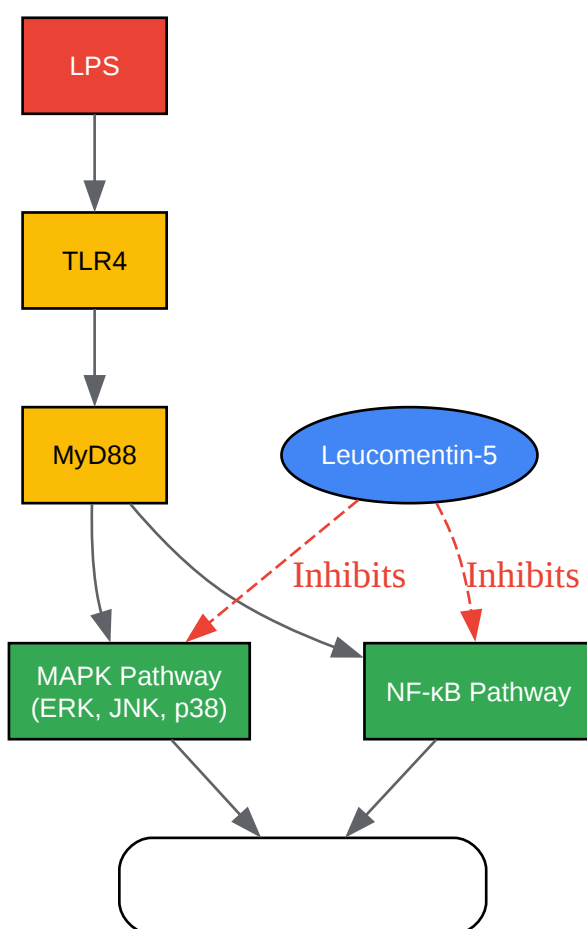 LPS
TLR4
MyD88
Leucomentin-5
Inhibits
Inhibits
MAPK Pathway
(ERK, JNK, p38)
NF-κB Pathway